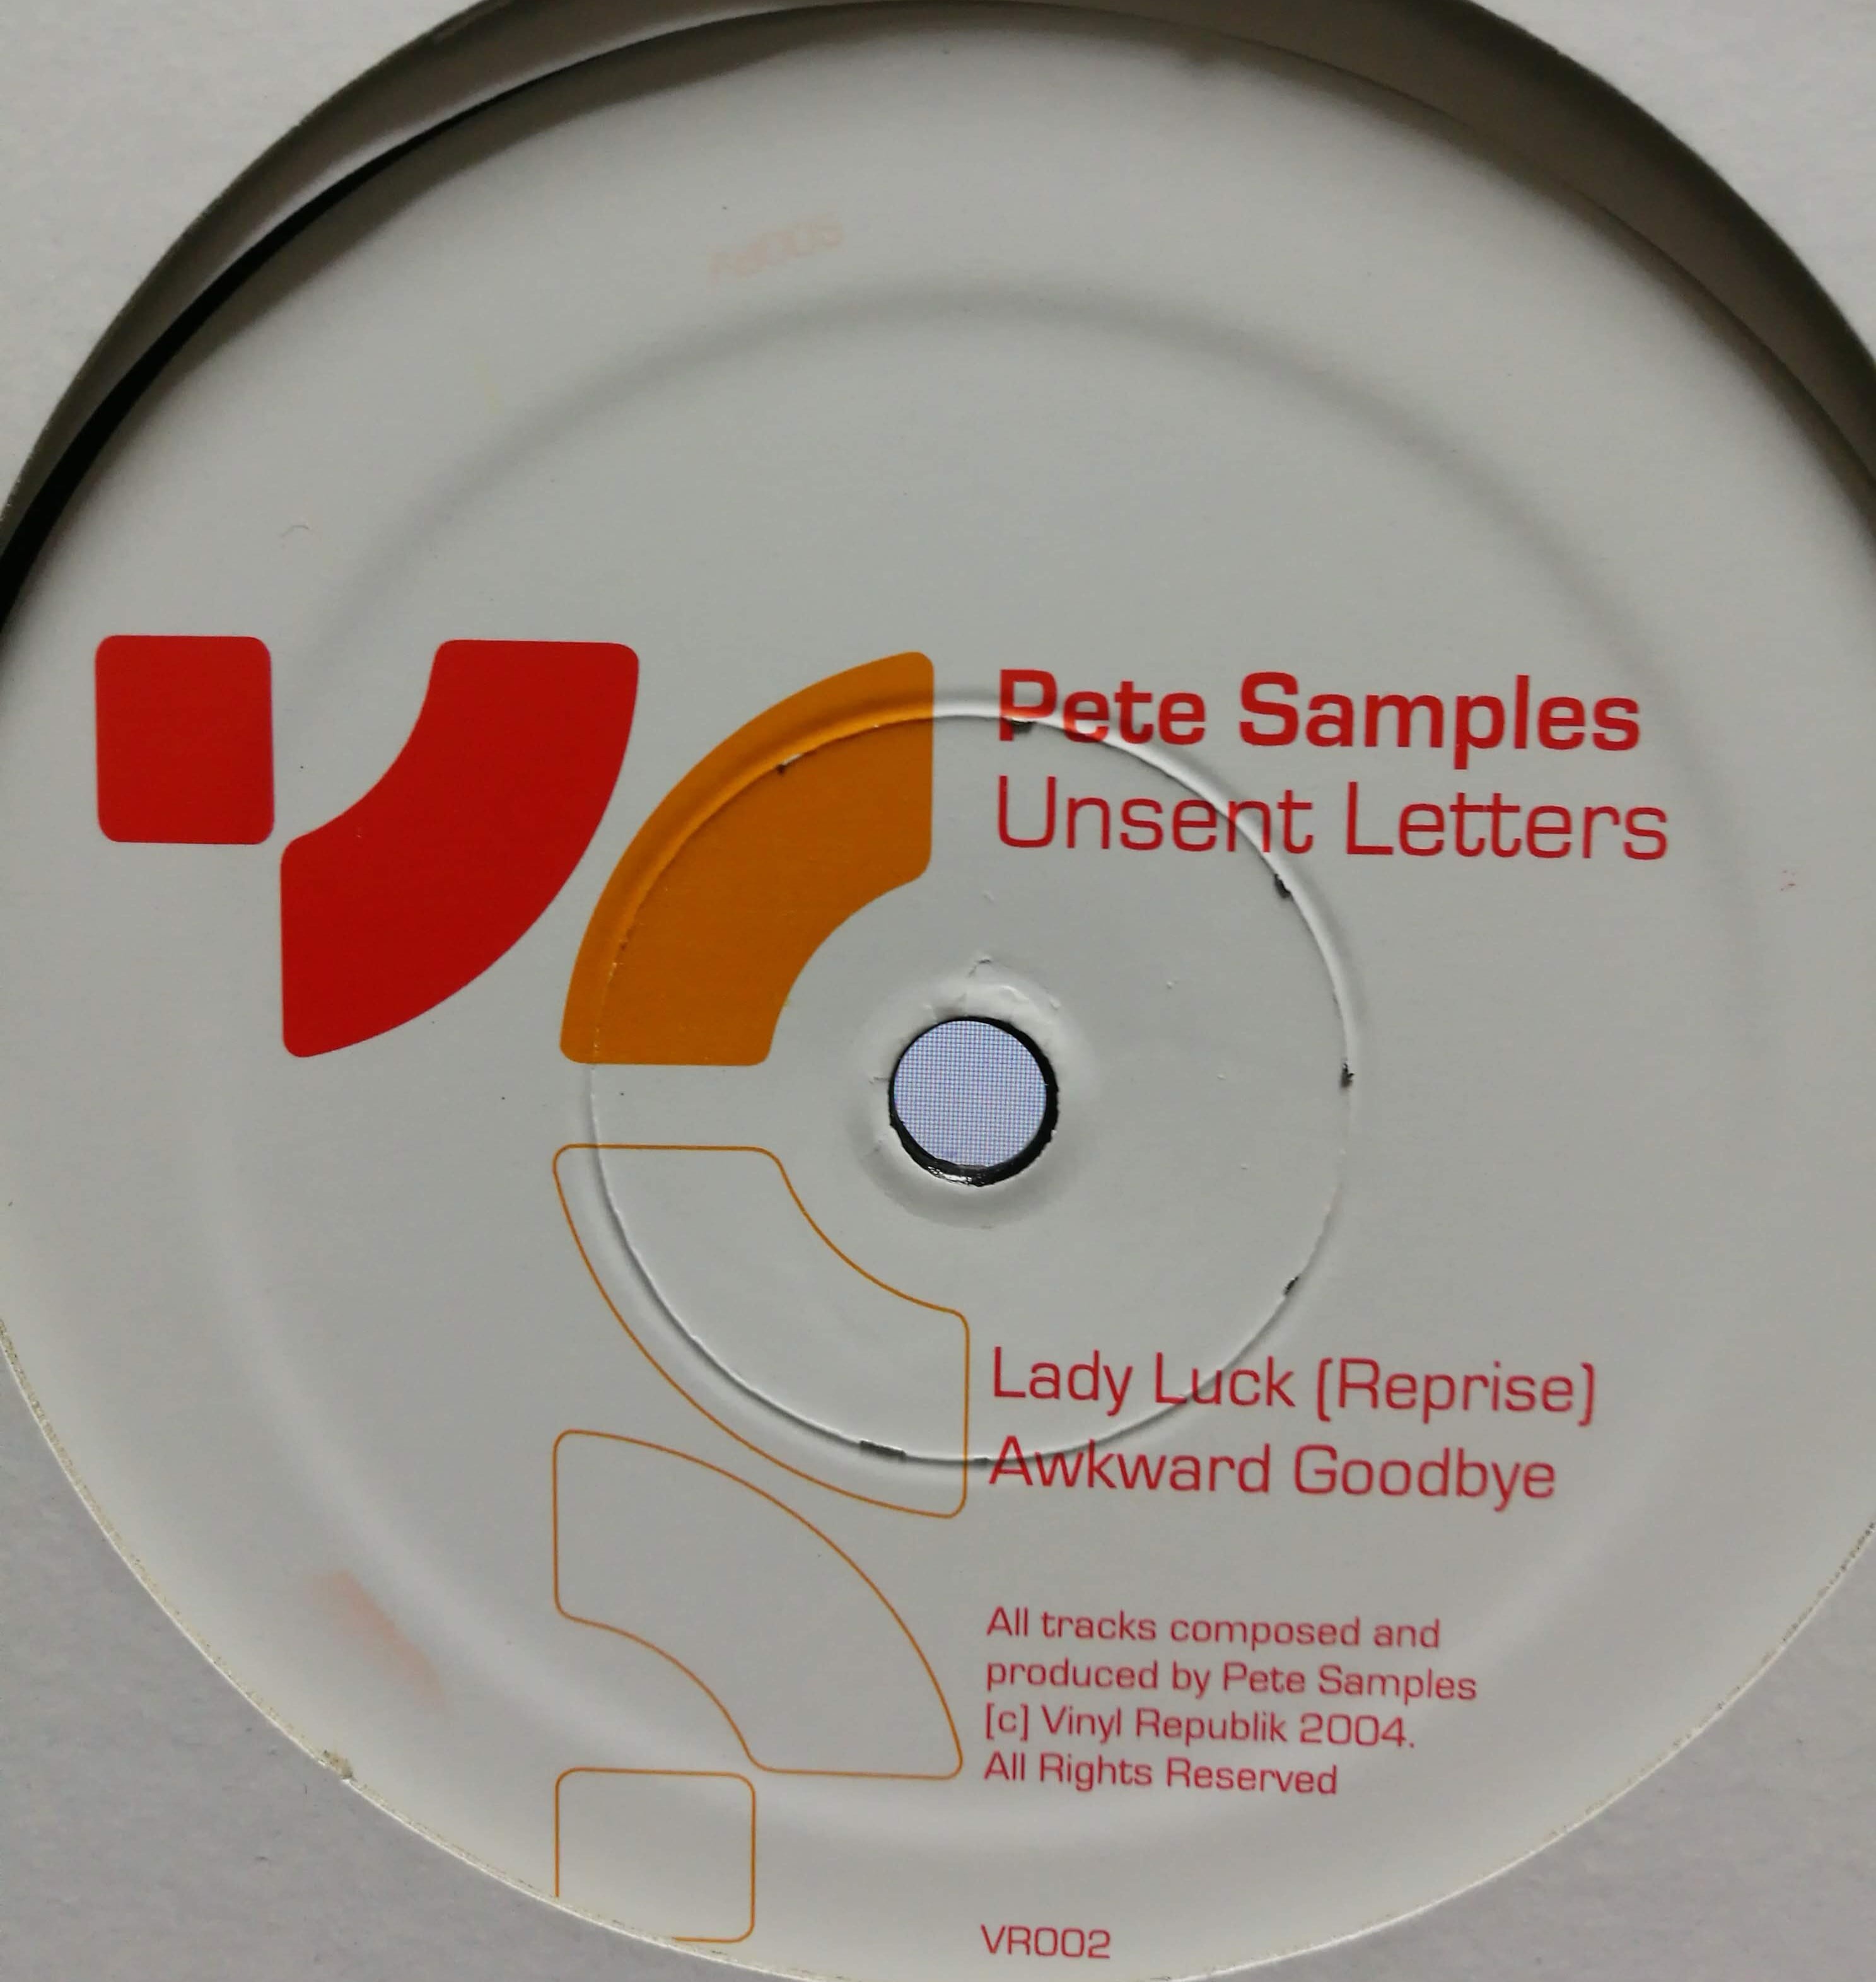 Pete Samples
Unsent Letters
Lady Luck (Reprise)
Awkward Goodbye
All tracks composed and
produced by Pete Samples
[c] Vinyl Republik 2004.
All Rights Reserved
VR002